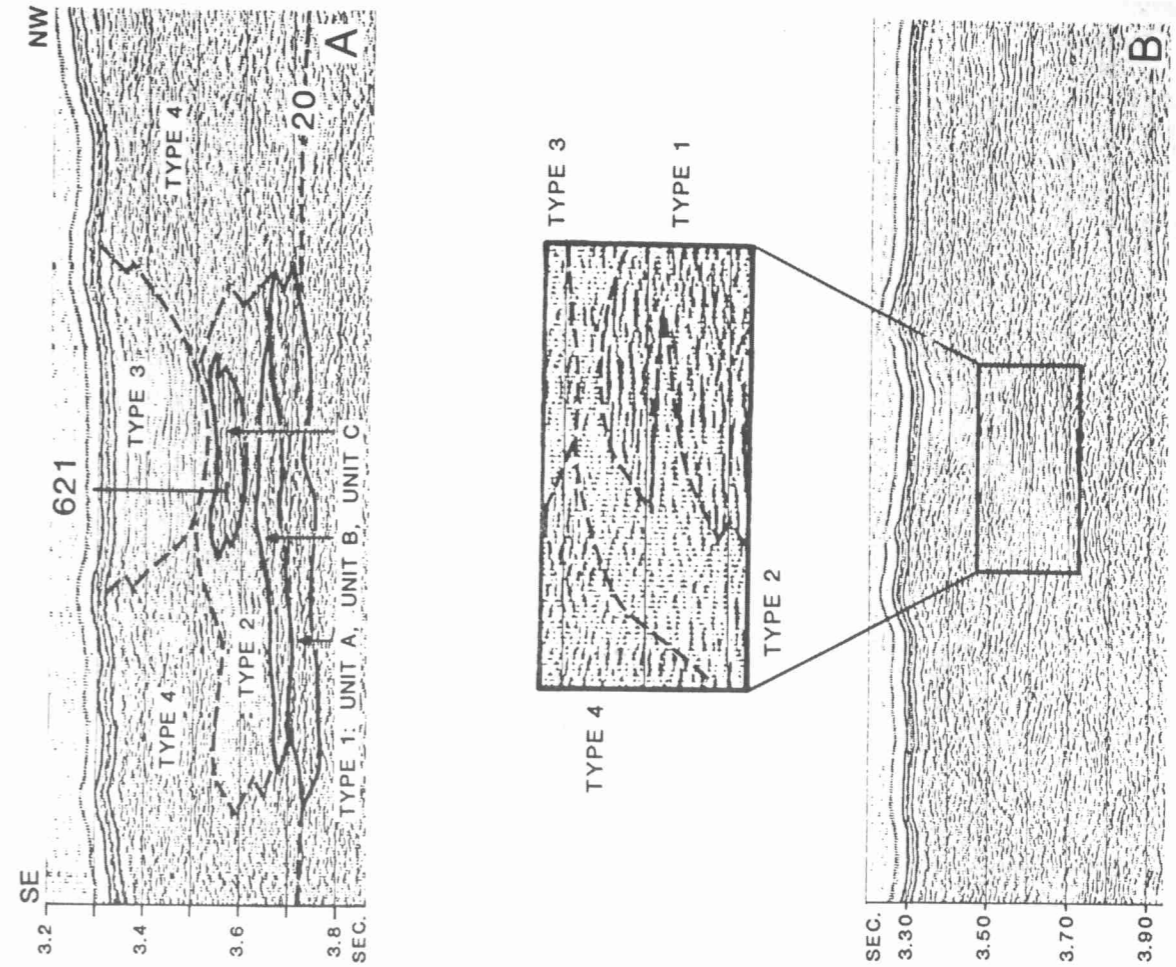 SE
NW
3.2
3.4
3.6
3.8
SEC.
621
TYPE 3
TYPE 4
TYPE 4
TYPE 2
20
TYPE 1: UNIT A, UNIT B, UNIT C
A
TYPE 4
TYPE 3
TYPE 1
TYPE 2
SEC.
3.30
3.50
3.70
3.90
B